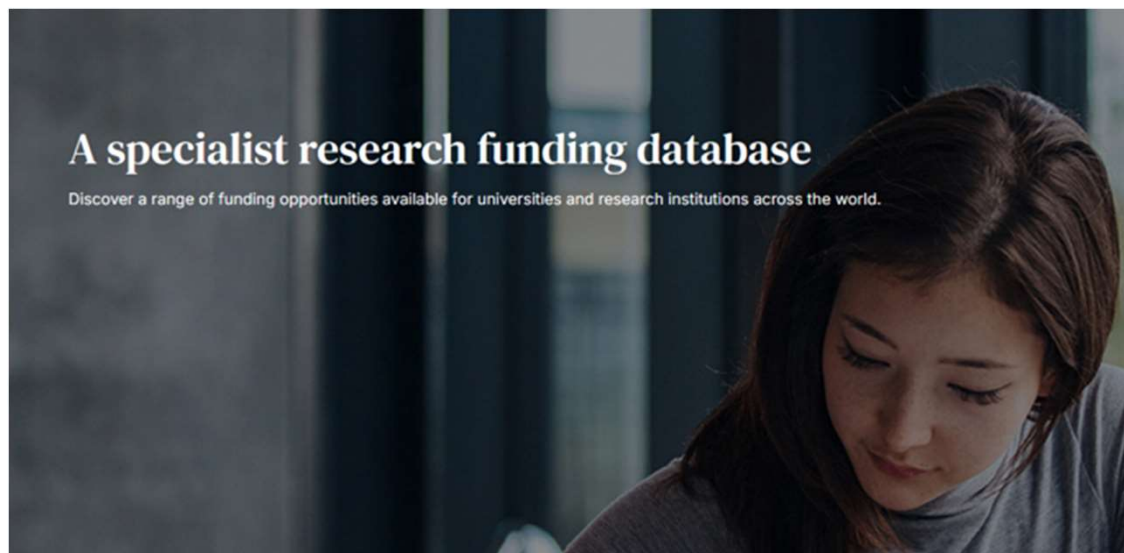 A specialist research funding database
Discover a range of funding opportunities available for universities and research institutions across the world.